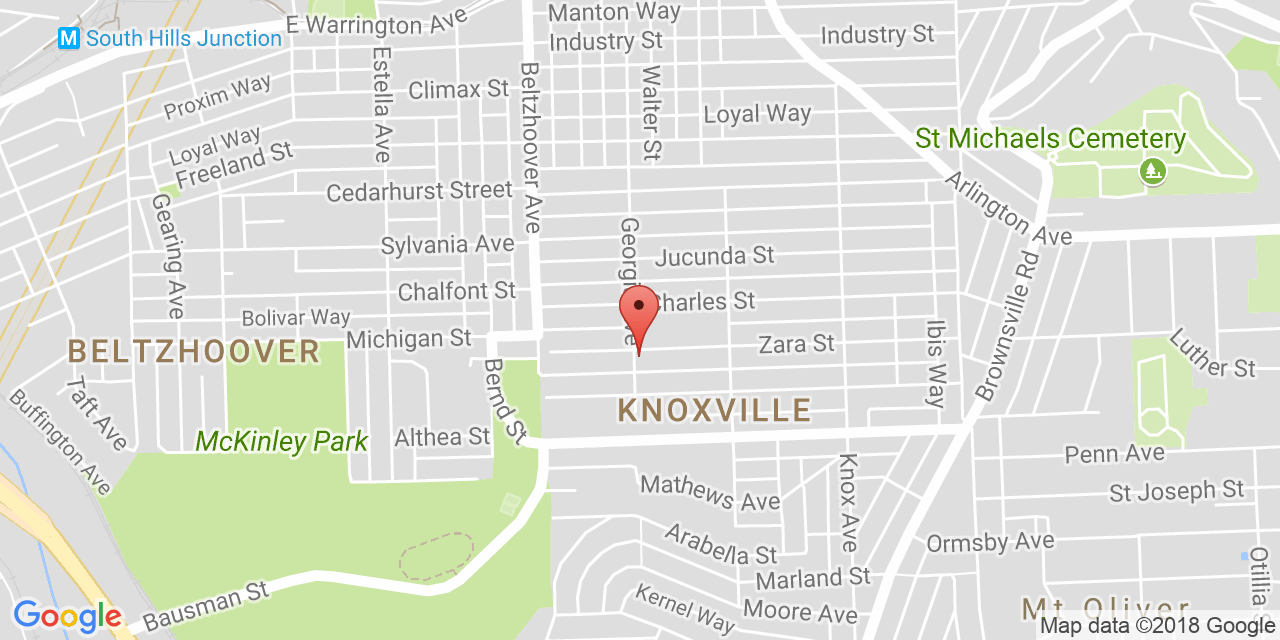 Manton Way
E Warrington Ave
M South Hills Junction
Industry St
Industry St
Estella Ave
Beltzhoover Ave
Walter St
Climax St
Proxim Way
Loyal Way
St Michaels Cemetery
Loyal Way
Freeland St
Cedarhurst Street
Arlington Ave
Gearing Ave
Sylvania Ave
Jucunda St
Chalfont St
Charles St
Bolivar Way
Michigan St
Zara St
Ibis Way
Brownsville Rd
Luther St
BELTZHOOVER
Bernd St
Taft Ave
KNOXVILLE
Buffington Ave
McKinley Park
Althea St
Penn Ave
Knox Ave
Mathews Ave
St Joseph St
Arabella St
Ormsby Ave
Marland St
Otillia S
Bausman St
Kernel Way
Moore Ave
Mt Oliver
Google
Map data ©2018 Google